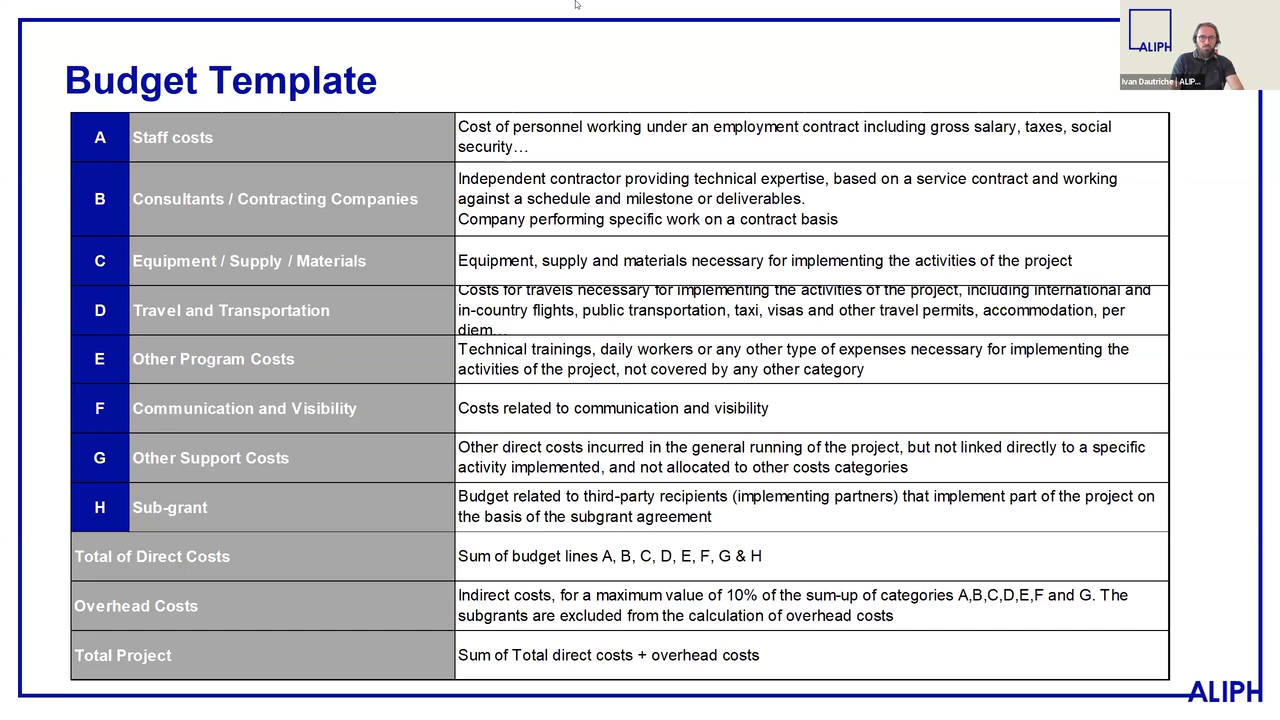 ALIPH
Ivan Dautriche | ALIP...
Budget Template
A Staff costs
Cost of personnel working under an employment contract including gross salary, taxes, social
security…
B Consultants / Contracting Companies
Independent contractor providing technical expertise, based on a service contract and working
against a schedule and milestone or deliverables.
Company performing specific work on a contract basis
C Equipment / Supply / Materials
Equipment, supply and materials necessary for implementing the activities of the project
D Travel and Transportation
Costs for travels necessary for implementing the activities of the project, including international and
in-country flights, public transportation, taxi, visas and other travel permits, accommodation, per
diem…
E Other Program Costs
Technical trainings, daily workers or any other type of expenses necessary for implementing the
activities of the project, not covered by any other category
F Communication and Visibility
Costs related to communication and visibility
G Other Support Costs
Other direct costs incurred in the general running of the project, but not linked directly to a specific
activity implemented, and not allocated to other costs categories
H Sub-grant
Budget related to third-party recipients (implementing partners) that implement part of the project on
the basis of the subgrant agreement
Total of Direct Costs
Sum of budget lines A, B, C, D, E, F, G & H
Overhead Costs
Indirect costs, for a maximum value of 10% of the sum-up of categories A,B,C,D,E,F and G. The
subgrants are excluded from the calculation of overhead costs
Total Project
Sum of Total direct costs + overhead costs
ALIPH